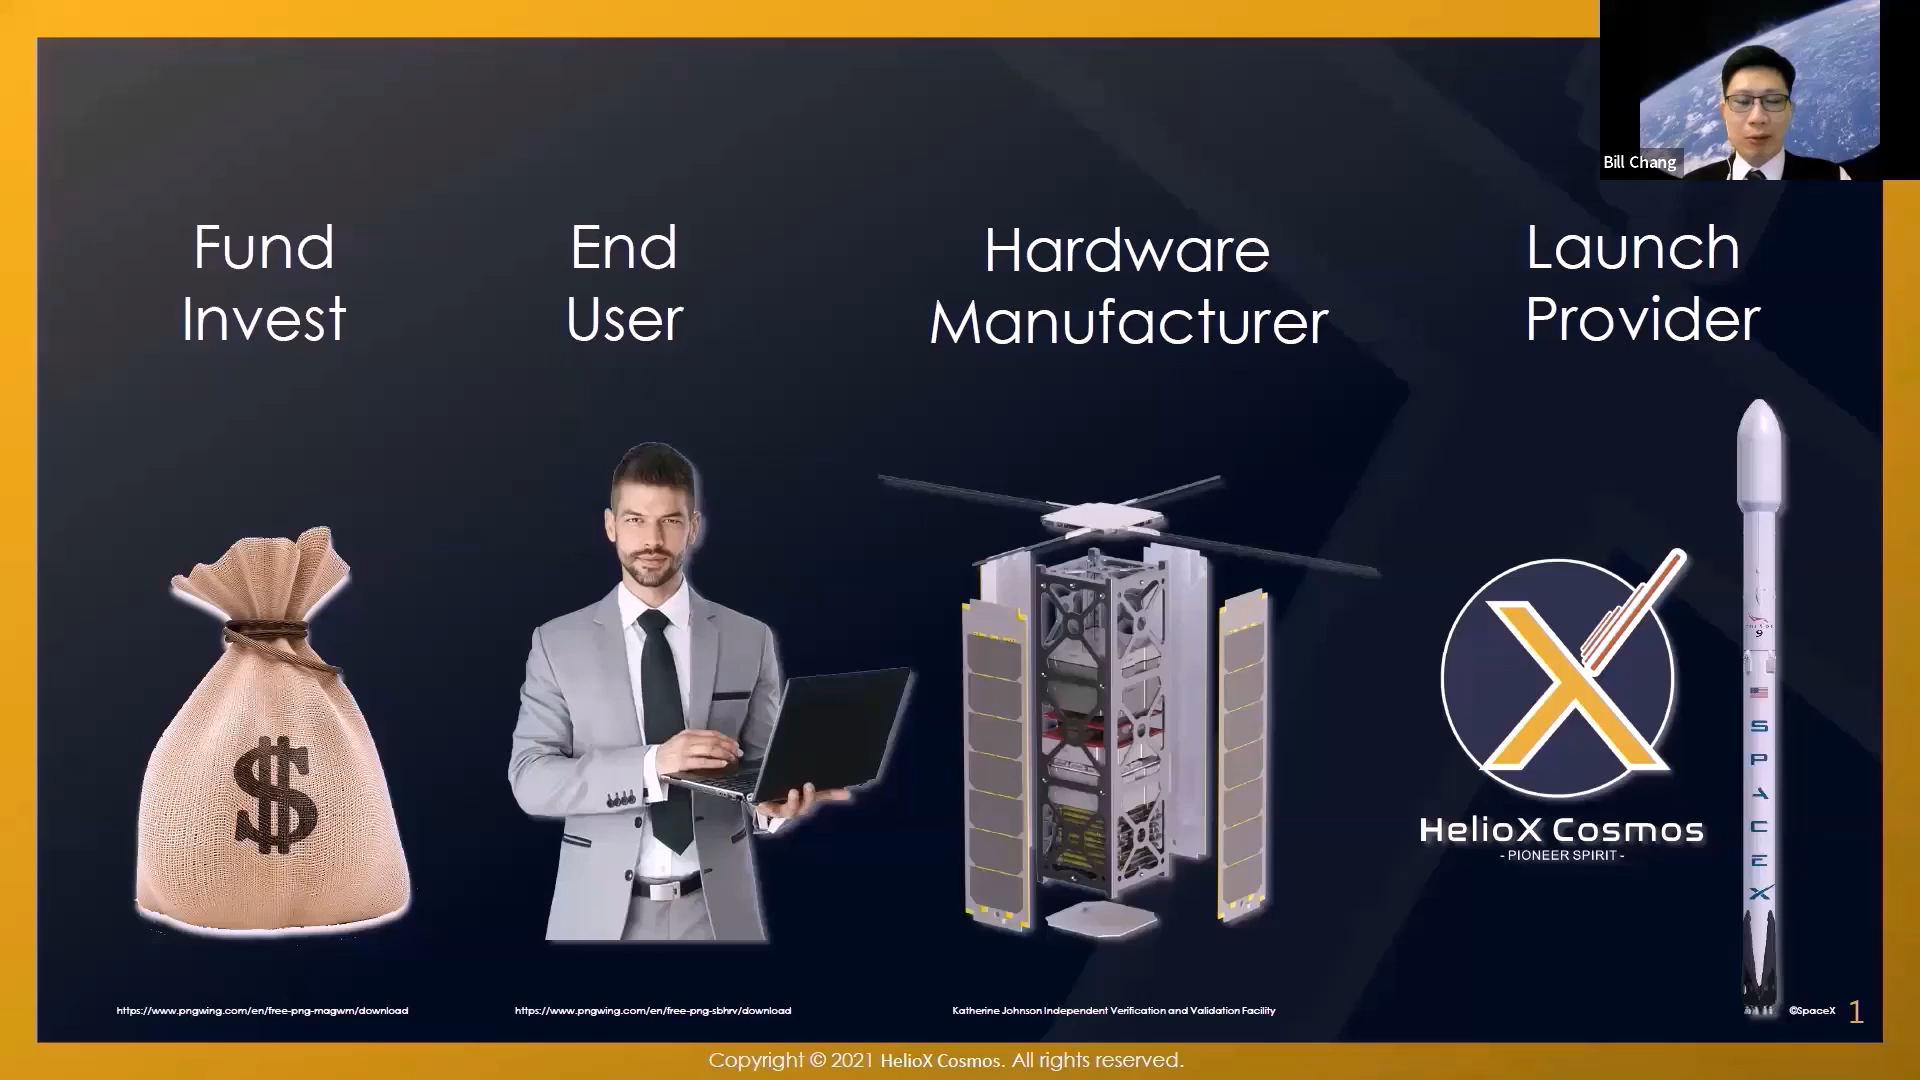 Bill Chang
Fund
Invest
End
User
Hardware
Manufacturer
Launch
Provider
$
X
HelioX Cosmos
- PIONEER SPIRIT -
9
SPACEX
https://www.pngwing.com/en/free-png-magwm/download
https://www.pngwing.com/en/free-png-sbhrv/download
Katherine Johnson Independent Verification and Validation Facility
©SpaceX
1
Copyright © 2021 HelioX Cosmos. All rights reserved.